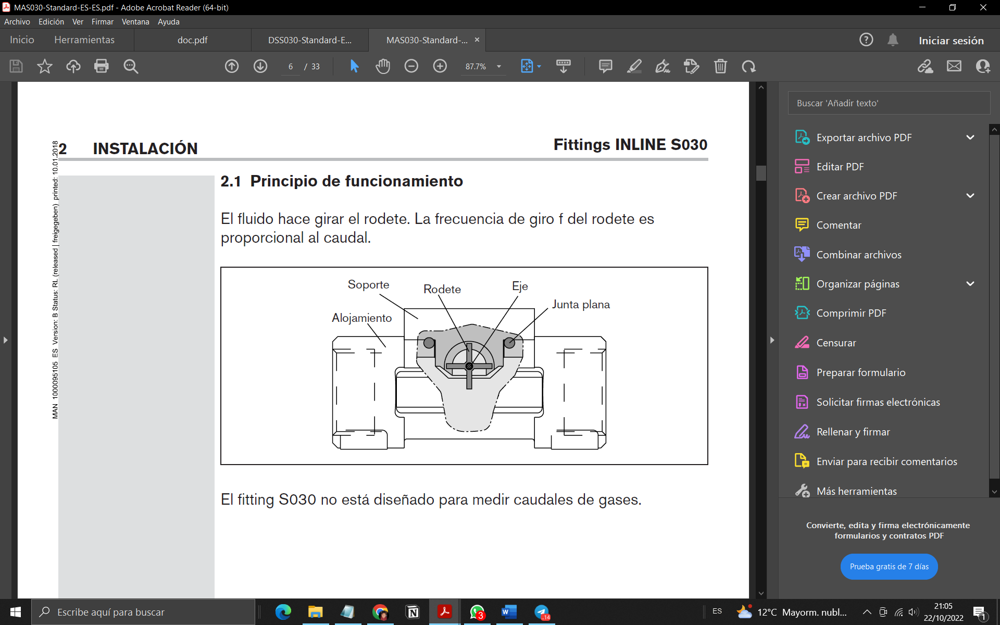 MAS030-Standard-ES-ES.pdf - Adobe Acrobat Reader (64-bit)
Archivo Edición Ver Firmar Ventana Ayuda
Inicio Herramientas doc.pdf DSS030-Standard-E... MAS030-Standard-... Iniciar sesión
6 / 33 87.7%
Buscar 'Añadir texto'
2 INSTALACIÓN Fittings INLINE S030
MAN 1000095105 ES Version: B Status: RL (released | freigegeben) printed: 10.01.2018
2.1 Principio de funcionamiento
El fluido hace girar el rodete. La frecuencia de giro f del rodete es
proporcional al caudal.
Soporte
Rodete
Eje
Junta plana
Alojamiento
El fitting S030 no está diseñado para medir caudales de gases.
Exportar archivo PDF
Editar PDF
Crear archivo PDF
Comentar
Combinar archivos
Organizar páginas
Comprimir PDF
Censurar
Preparar formulario
Solicitar firmas electrónicas
Rellenar y firmar
Enviar para recibir comentarios
Más herramientas
Convierte, edita y firma electrónicamente
formularios y contratos PDF
Prueba gratis de 7 días
Escribe aquí para buscar
3
..14
ES
12°C Mayorm. nubl...
21:05
22/10/2022
1